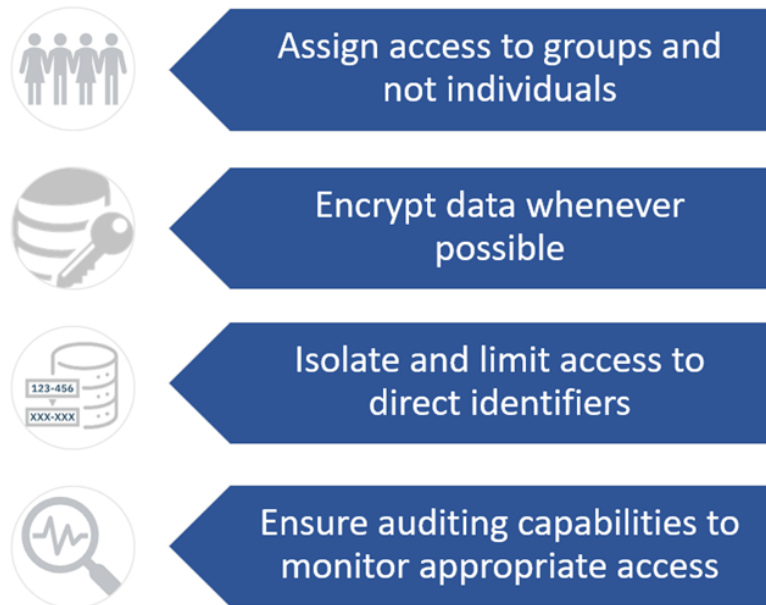 Assign access to groups and
not individuals
Encrypt data whenever
possible
123-456
XXX-XXX
Isolate and limit access to
direct identifiers
Ensure auditing capabilities to
monitor appropriate access